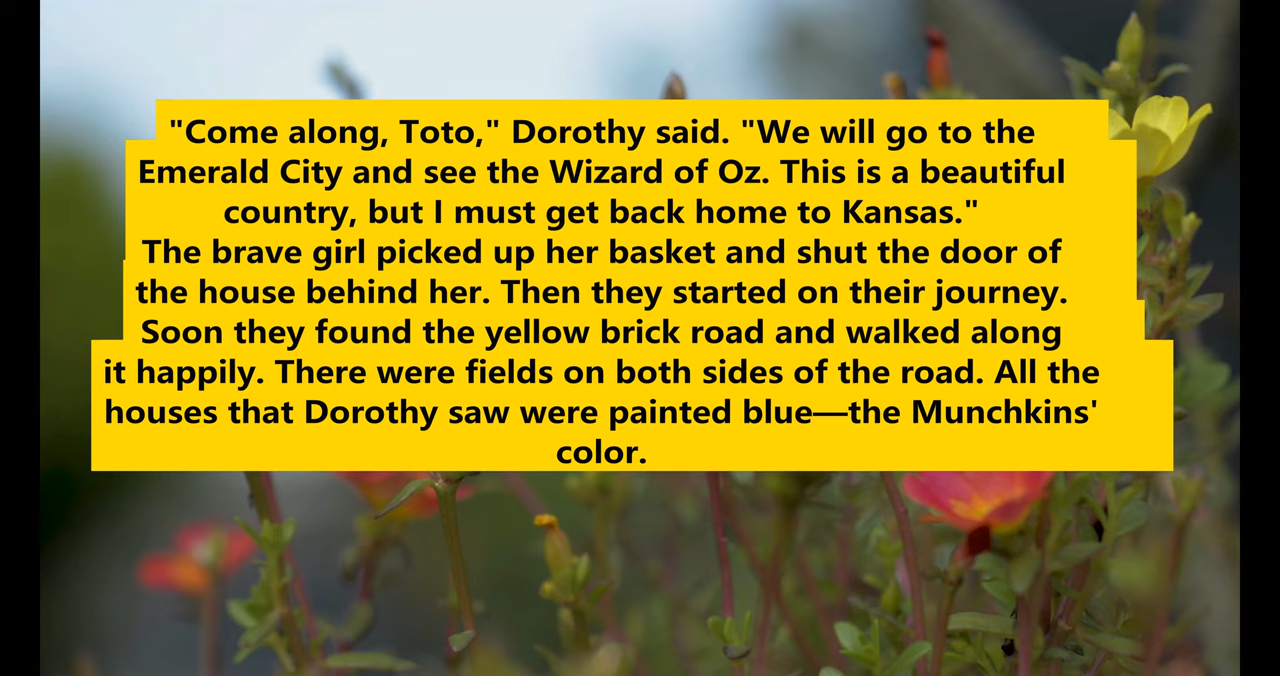 "Come along, Toto," Dorothy said. "We will go to the
Emerald City and see the Wizard of Oz. This is a beautiful
country, but I must get back home to Kansas."
The brave girl picked up her basket and shut the door of
the house behind her. Then they started on their journey.
Soon they found the yellow brick road and walked along
it happily. There were fields on both sides of the road. All the
houses that Dorothy saw were painted blue—the Munchkins'
color.